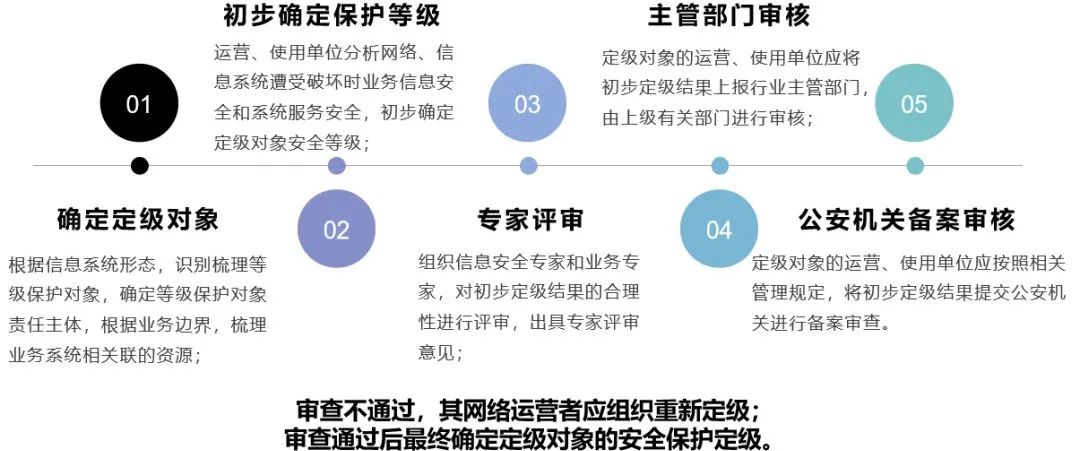 01
确定定级对象
根据信息系统形态，识别梳理等
级保护对象，确定等级保护对象
责任主体，根据业务边界，梳理
业务系统相关联的资源；
初步确定保护等级
运营、使用单位分析网络、信
息系统遭受破坏时业务信息安
全和系统服务安全，初步确定
定级对象安全等级；
02
03
专家评审
组织信息安全专家和业务专
家，对初步定级结果的合理
性进行评审，出具专家评审
意见；
主管部门审核
定级对象的运营、使用单位应将
初步定级结果上报行业主管部门，
由上级有关部门进行审核；
04
05
公安机关备案审核
定级对象的运营、使用单位应按照相关
管理规定，将初步定级结果提交公安机
关进行备案审查。
审查不通过，其网络运营者应组织重新定级；
审查通过后最终确定定级对象的安全保护定级。